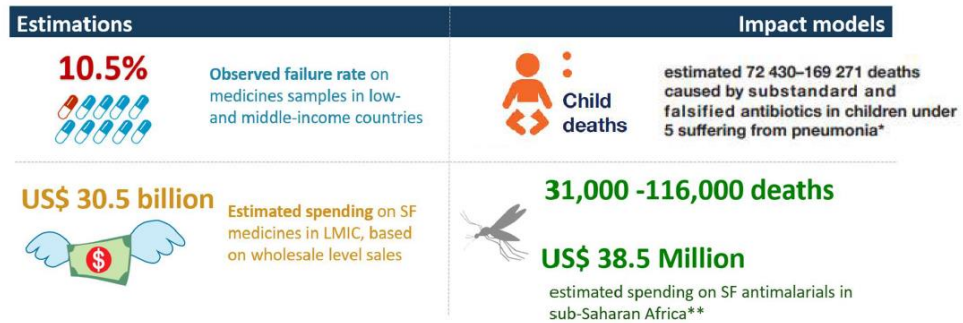 Estimations
Impact models
10.5%
Observed failure rate on
medicines samples in low-
and middle-income countries
Child
deaths
estimated 72 430–169 271 deaths
caused by substandard and
falsified antibiotics in children under
5 suffering from pneumonia*
US$ 30.5 billion
Estimated spending on SF
medicines in LMIC, based
on wholesale level sales
$
31,000 -116,000 deaths
US$ 38.5 Million
estimated spending on SF antimalarials in
sub-Saharan Africa**